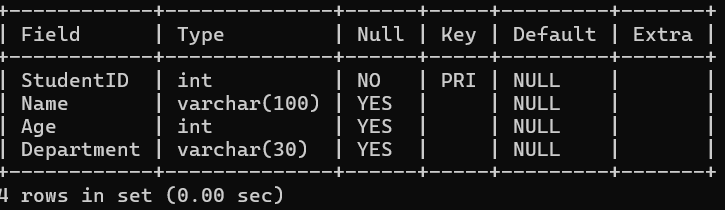 +------------+--------------+------+-----+---------+-------+
| Field      | Type         | Null | Key | Default | Extra |
+------------+--------------+------+-----+---------+-------+
| StudentID  | int          | NO   | PRI | NULL    |       |
| Name       | varchar(100) | YES  |     | NULL    |       |
| Age        | int          | YES  |     | NULL    |       |
| Department | varchar(30)  | YES  |     | NULL    |       |
+------------+--------------+------+-----+---------+-------+
4 rows in set (0.00 sec)